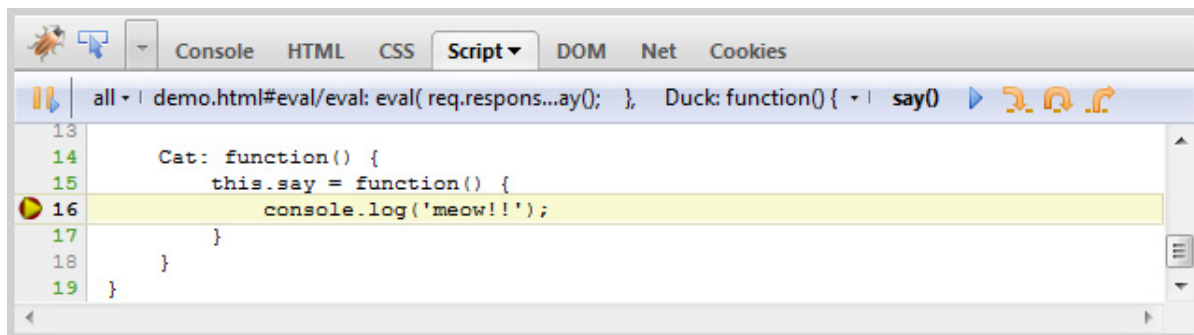 Console HTML CSS Script DOM Net Cookies
all demo.html#eval/eval: eval( req.respons...ay(); }, Duck: function() { say()
13
14 Cat: function() {
15 this.say = function() {
16 console.log('meow!!');
17 }
18 }
19 }